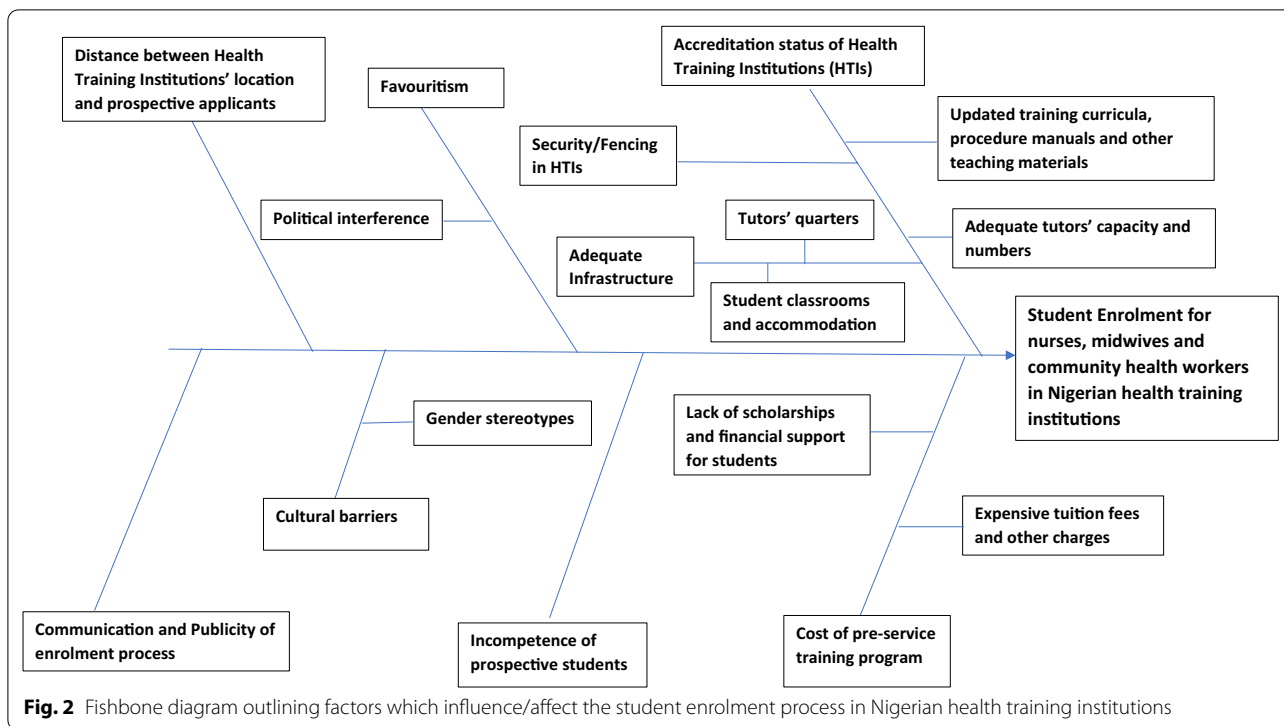 Distance between Health
Training Institutions’ location
and prospective applicants
Favouritism
Accreditation status of Health
Training Institutions (HTIs)
Updated training curricula,
procedure manuals and other
teaching materials
Security/Fencing
in HTIs
Political interference
Tutors’ quarters
Adequate tutors’ capacity and
numbers
Adequate
Infrastructure
Student classrooms
and accommodation
Student Enrolment for
nurses, midwives and
community health workers
in Nigerian health training
institutions
Gender stereotypes
Lack of scholarships
and financial support
for students
Cultural barriers
Expensive tuition fees
and other charges
Communication and Publicity of
enrolment process
Incompetence of
prospective students
Cost of pre-service
training program
Fig. 2 Fishbone diagram outlining factors which influence/affect the student enrolment process in Nigerian health training institutions